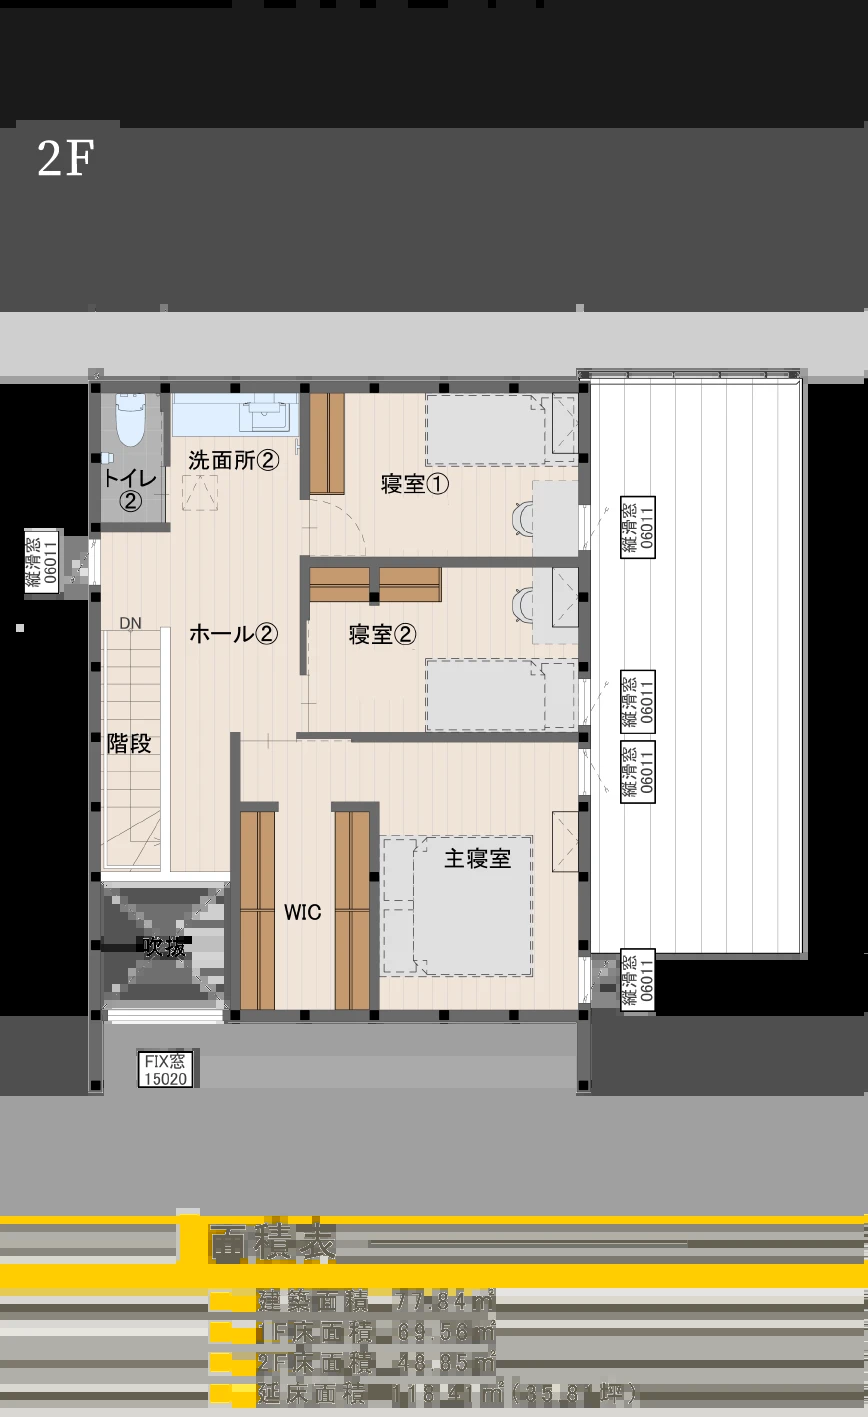 2F
トイレ
②
洗面所②
寝室①
縦滑窓
06011
縦滑窓
06011
DN
ホール②
寝室②
縦滑窓
06011
階段
縦滑窓
06011
主寝室
WIC
吹抜
縦滑窓
06011
FIX窓
15020
面積表
建築面積 77.84㎡
1F床面積 69.56㎡
2F床面積 48.85㎡
延床面積 118.41㎡(35.81坪)